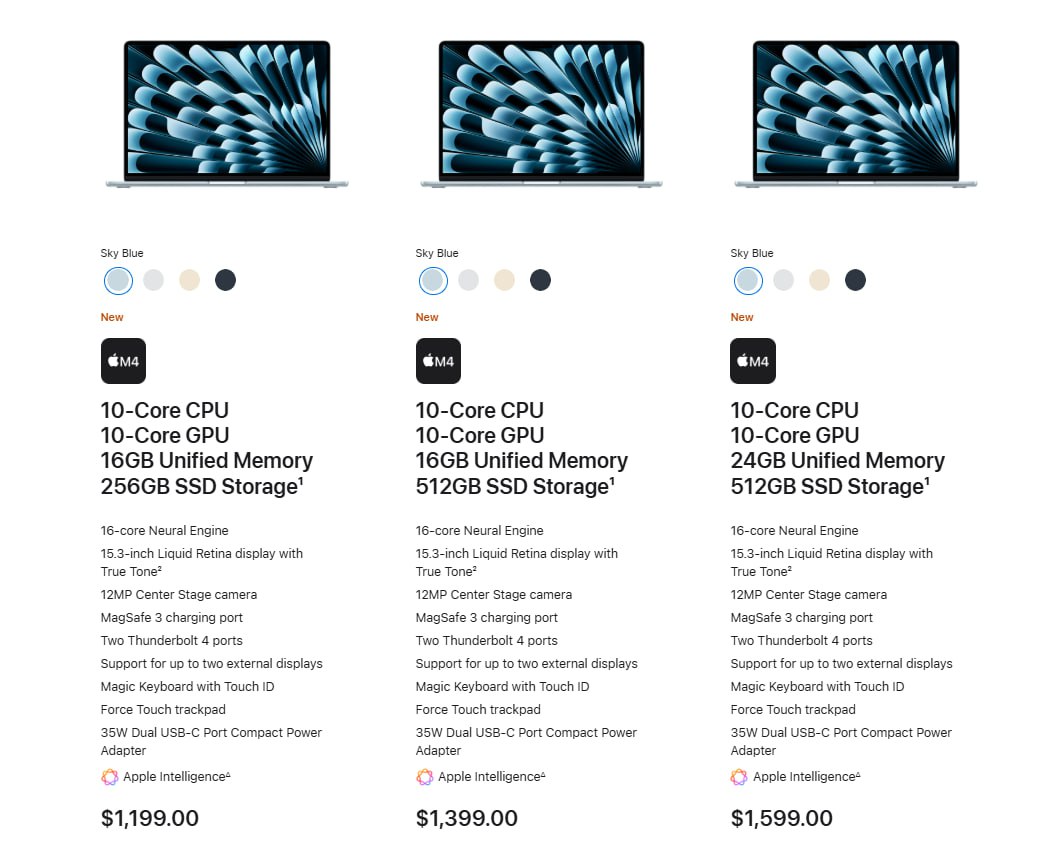 Sky Blue
New
M4
10-Core CPU
10-Core GPU
16GB Unified Memory
256GB SSD Storage¹
16-core Neural Engine
15.3-inch Liquid Retina display with
True Tone²
12MP Center Stage camera
MagSafe 3 charging port
Two Thunderbolt 4 ports
Support for up to two external displays
Magic Keyboard with Touch ID
Force Touch trackpad
35W Dual USB-C Port Compact Power
Adapter
Apple Intelligence∆
$1,199.00
Sky Blue
New
M4
10-Core CPU
10-Core GPU
16GB Unified Memory
512GB SSD Storage¹
16-core Neural Engine
15.3-inch Liquid Retina display with
True Tone²
12MP Center Stage camera
MagSafe 3 charging port
Two Thunderbolt 4 ports
Support for up to two external displays
Magic Keyboard with Touch ID
Force Touch trackpad
35W Dual USB-C Port Compact Power
Adapter
Apple Intelligence∆
$1,399.00
Sky Blue
New
M4
10-Core CPU
10-Core GPU
24GB Unified Memory
512GB SSD Storage¹
16-core Neural Engine
15.3-inch Liquid Retina display with
True Tone²
12MP Center Stage camera
MagSafe 3 charging port
Two Thunderbolt 4 ports
Support for up to two external displays
Magic Keyboard with Touch ID
Force Touch trackpad
35W Dual USB-C Port Compact Power
Adapter
Apple Intelligence∆
$1,599.00